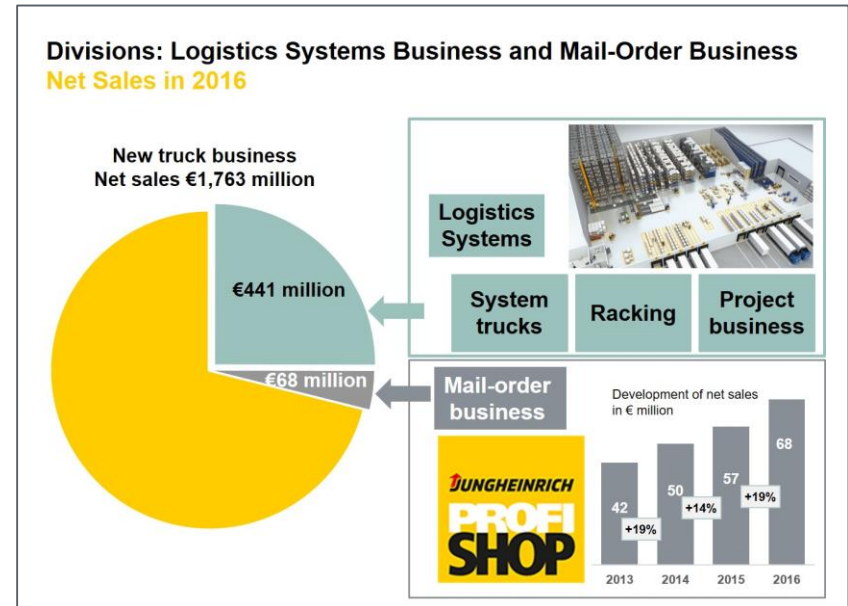 Divisions: Logistics Systems Business and Mail-Order Business
Net Sales in 2016
New truck business
Net sales €1,763 million
€441 million
€68 million
Logistics
Systems
System
trucks
Racking
Project
business
Mail-order
business
JUNGHEINRICH
PROFI
SHOP
Development of net sales
in € million
42
50
57
68
+19%
+14%
+19%
2013
2014
2015
2016